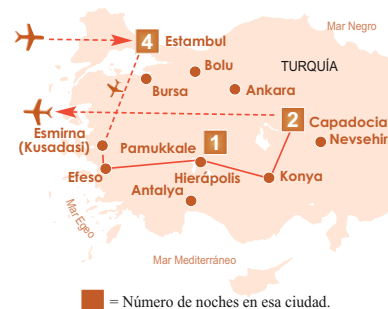 Mar Negro
4 Estambul
Bolu
TURQUÍA
Bursa
Ankara
2
Capadocia
Nevsehir
Esmirna
(Kusadasi)
Pamukkale
1
Efeso
Hierápolis
Konya
Antalya
Mar Egeo
Mar Mediterráneo
= Número de noches en esa ciudad.